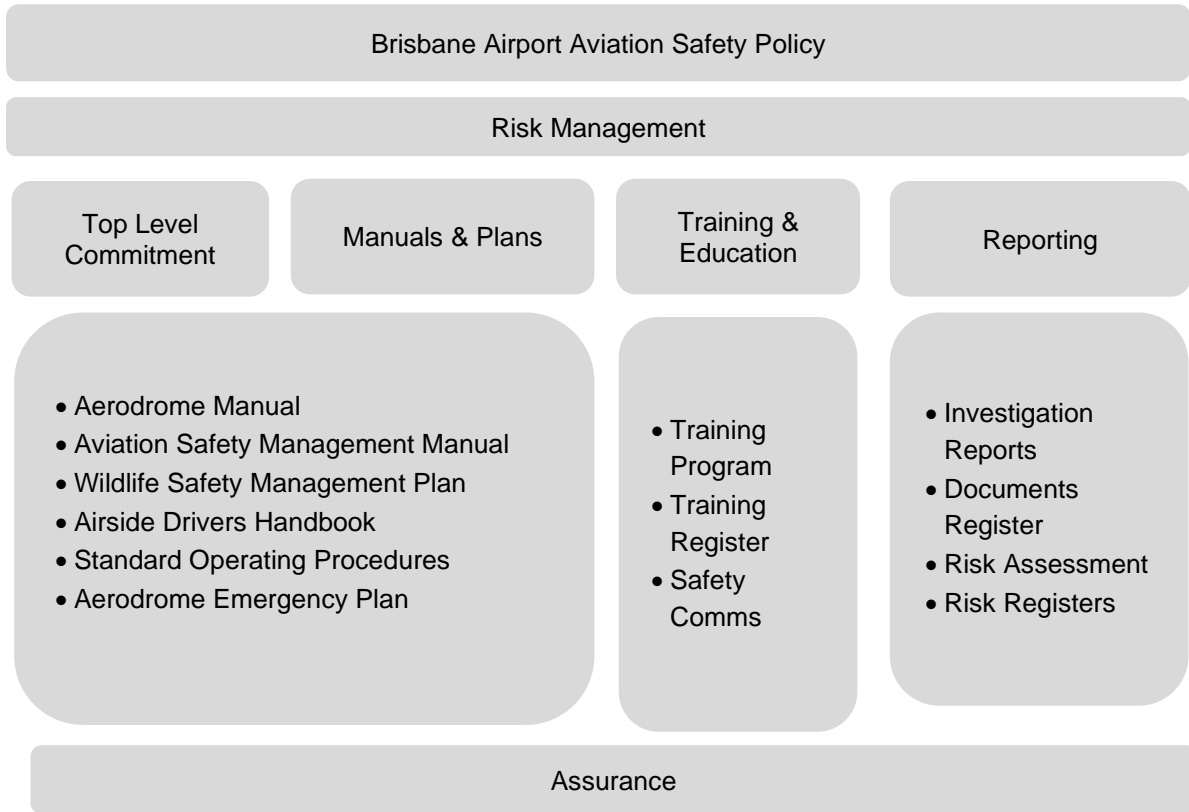 Brisbane Airport Aviation Safety Policy
Risk Management
Top Level
Commitment
Manuals & Plans
Training &
Education
Reporting
• Aerodrome Manual
• Aviation Safety Management Manual
• Wildlife Safety Management Plan
• Airside Drivers Handbook
• Standard Operating Procedures
• Aerodrome Emergency Plan
• Training
Program
• Training
Register
• Safety
Comms
• Investigation
Reports
• Documents
Register
• Risk Assessment
• Risk Registers
Assurance